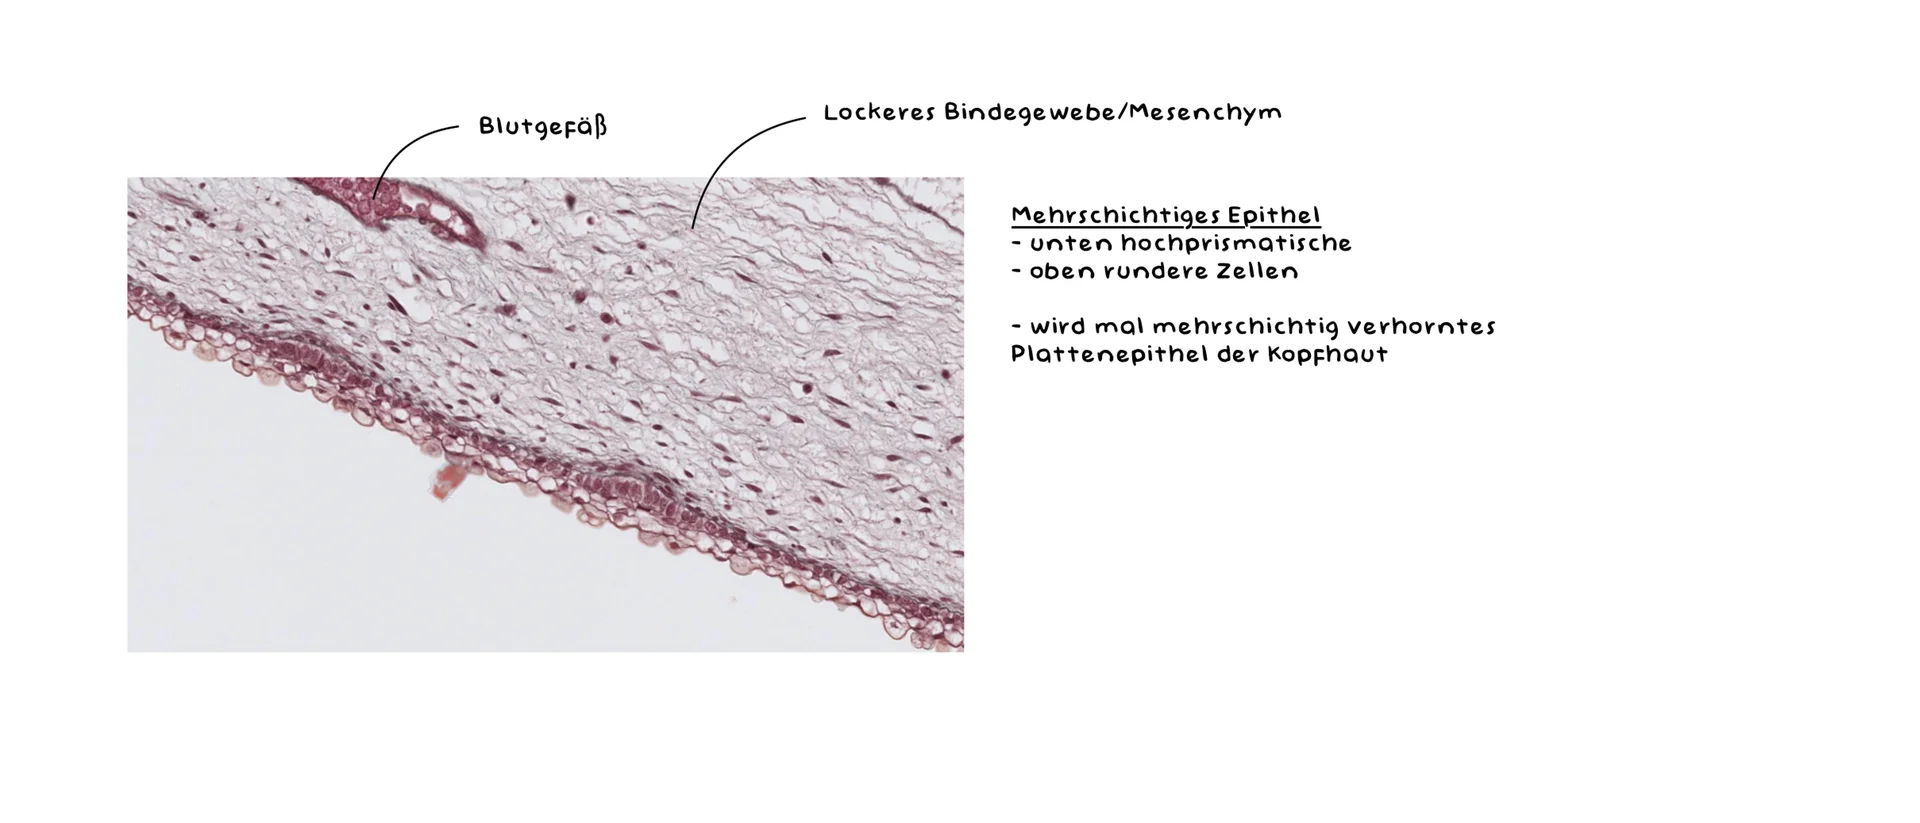 Lockeres Bindegewebe/Mesenchym
Blutgefäß
Mehrschichtiges Epithel
- unten hochprismatische
- oben rundere Zellen
- wird mal mehrschichtig verhorntes
Plattenepithel der Kopfhaut